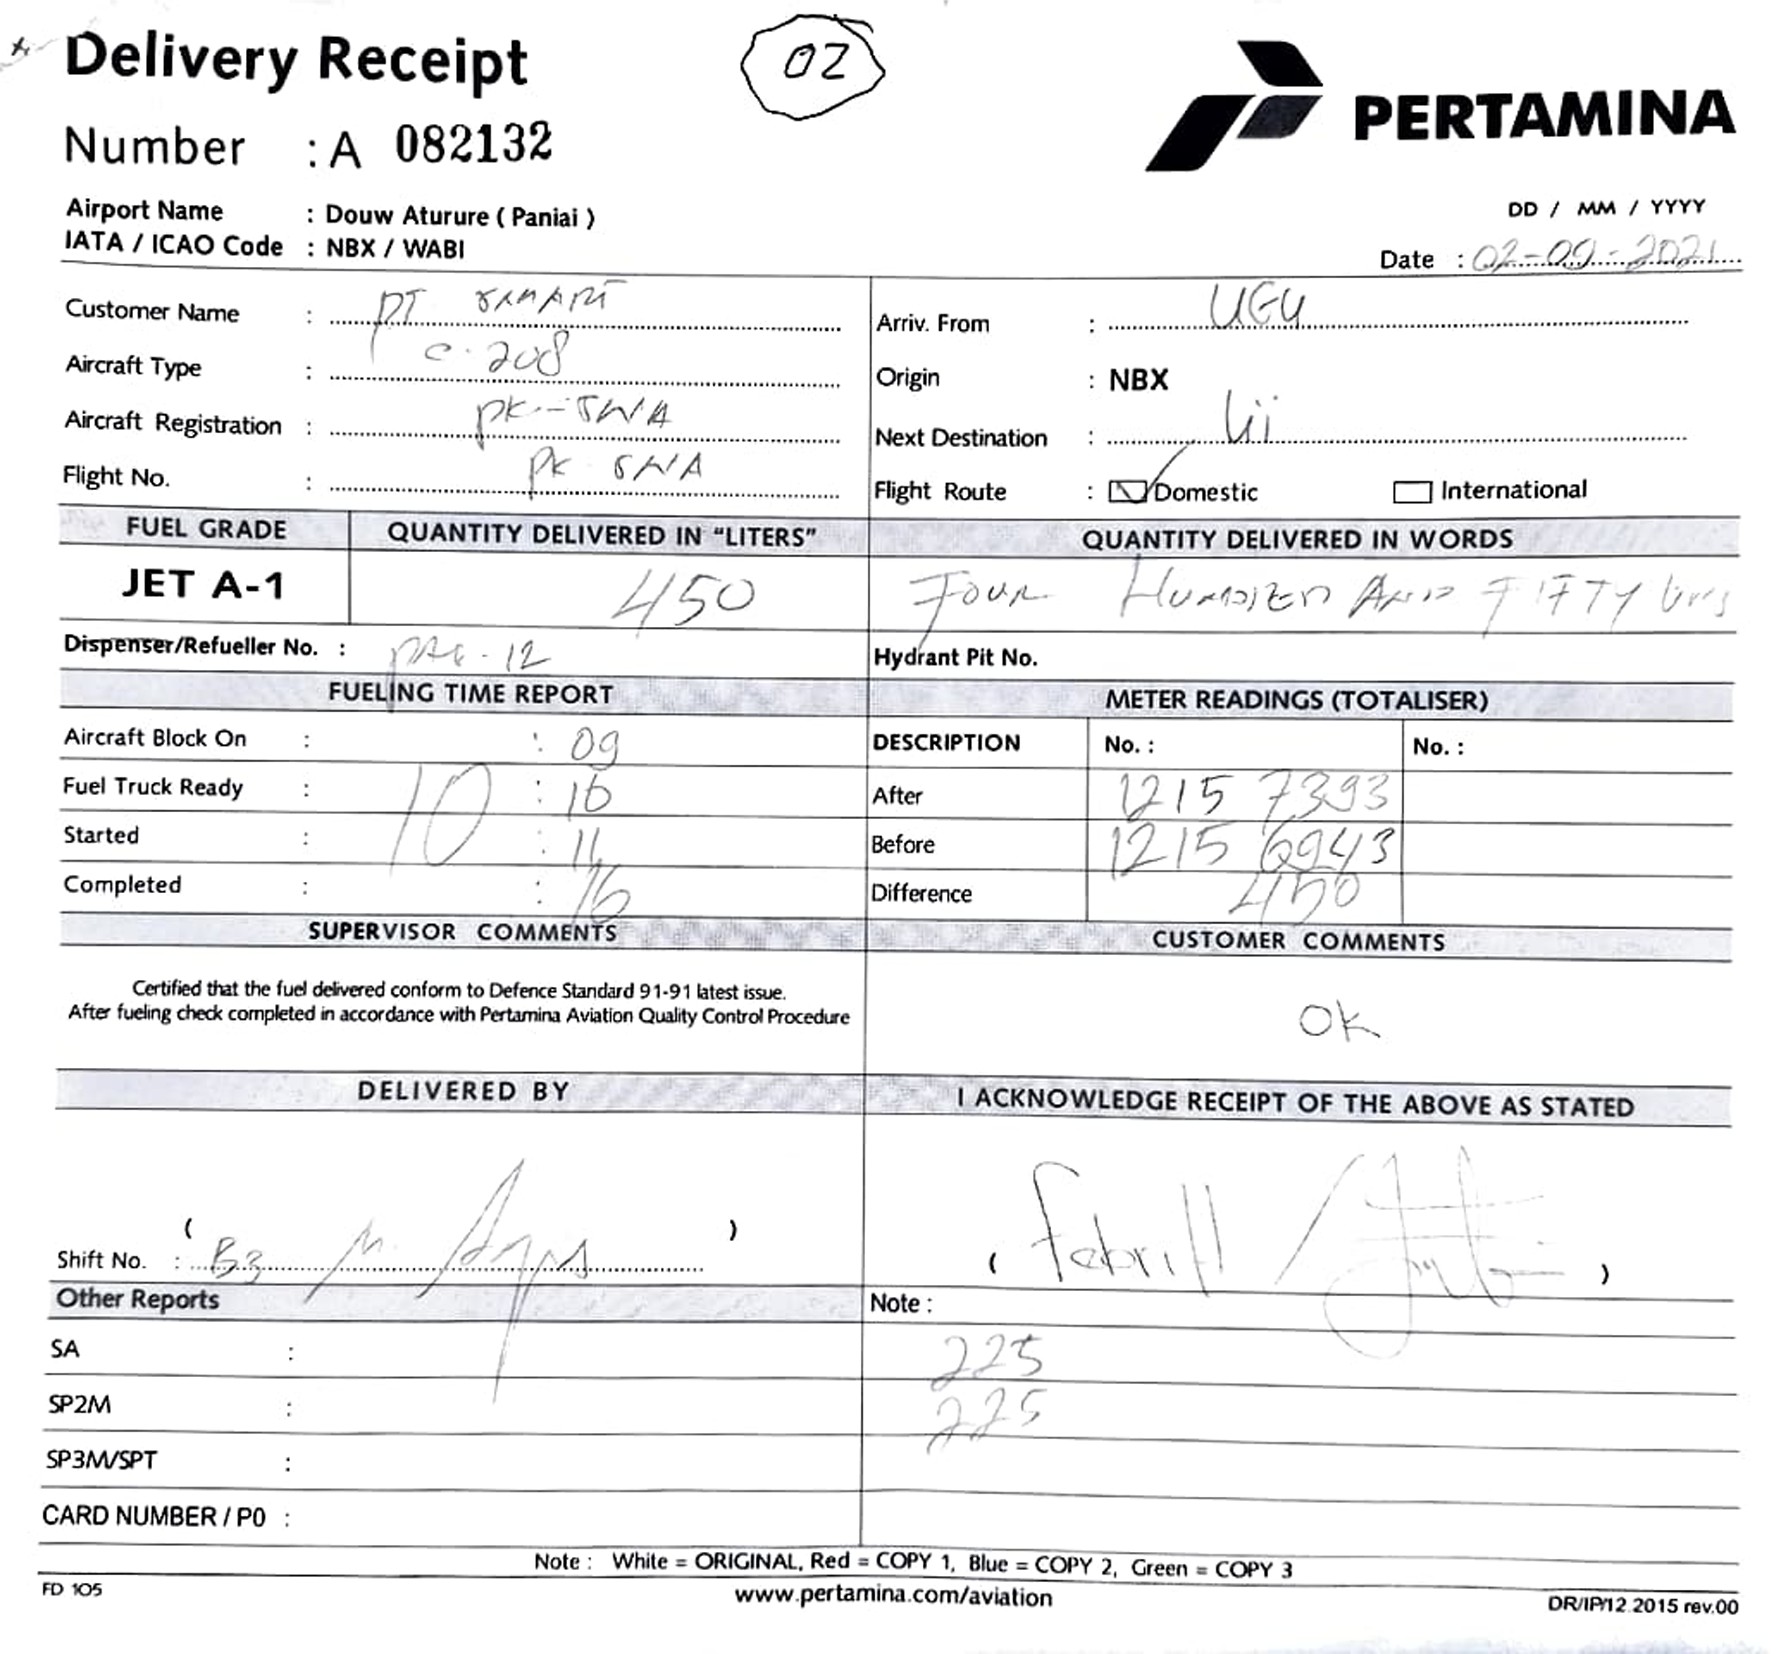 Delivery Receipt
02
PERTAMINA
Number : A 082132
Airport Name : Douw Aturure ( Paniai )
IATA / ICAO Code : NBX / WABI
DD / MM / YYYY
Date : 02-09-2021
Customer Name : PT SMART
Aircraft Type : C-208
Aircraft Registration : PK-SWA
Flight No. : PK SWA
Arriv. From : UGU
Origin : NBX
Next Destination :
Flight Route : Domestic International
FUEL GRADE QUANTITY DELIVERED IN "LITERS" QUANTITY DELIVERED IN WORDS
JET A-1 450 Four HUNDRED AND FIFTY
Dispenser/Refueller No. :
Hydrant Pit No.
FUELING TIME REPORT
Aircraft Block On : : 09
Fuel Truck Ready : 10 : 10
Started : : 11
Completed : : 16
METER READINGS (TOTALISER)
DESCRIPTION No. : No. :
After 1215 7393
Before 1215 6943
Difference 450
SUPERVISOR COMMENTS
Certified that the fuel delivered conform to Defence Standard 91-91 latest issue.
After fueling check completed in accordance with Pertamina Aviation Quality Control Procedure
CUSTOMER COMMENTS
OK
DELIVERED BY
( )
Shift No. : B3
I ACKNOWLEDGE RECEIPT OF THE ABOVE AS STATED
( )
Other Reports
SA :
SP2M :
SP3M/SPT :
CARD NUMBER / P0 :
Note :
225
225
Note : White = ORIGINAL, Red = COPY 1, Blue = COPY 2, Green = COPY 3
FD 105
www.pertamina.com/aviation
DR/IP/12.2015 rev.00